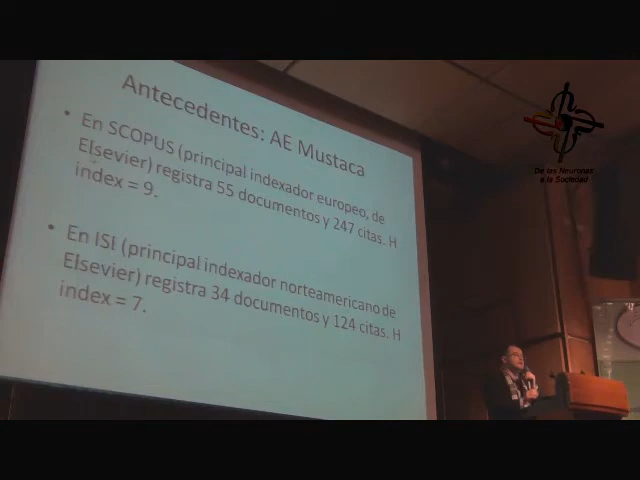 Antecedentes: AE Mustaca
• En SCOPUS (principal indexador europeo, de
Elsevier) registra 55 documentos y 247 citas. H
index = 9.
• En ISI (principal indexador norteamericano de
Elsevier) registra 34 documentos y 124 citas. H
index = 7.
De las Neuronas
a la Sociedad